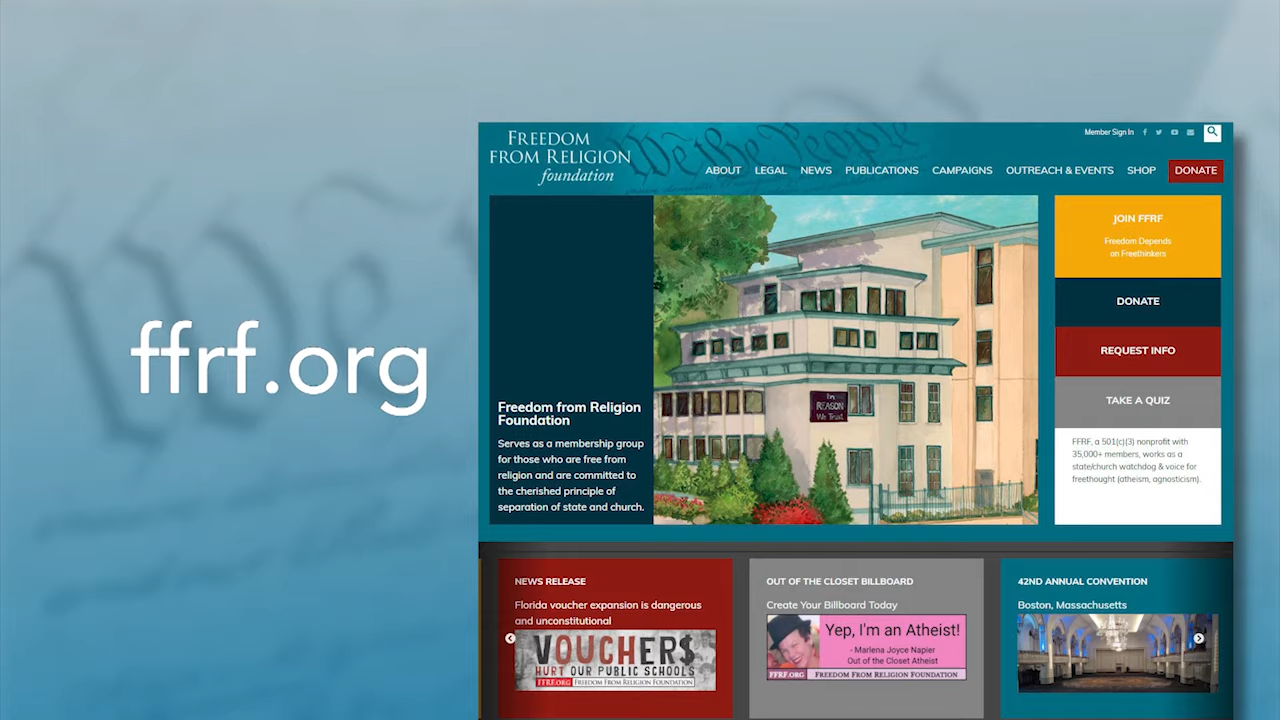 ffrf.org
We the People
FREEDOM
FROM RELIGION
foundation
Member Sign In
ABOUT LEGAL NEWS PUBLICATIONS CAMPAIGNS OUTREACH & EVENTS SHOP DONATE
Freedom from Religion
Foundation
Serves as a membership group
for those who are free from
religion and are committed to
the cherished principle of
separation of state and church.
In
REASON
We Trust
JOIN FFRF
Freedom Depends
on Freethinkers
DONATE
REQUEST INFO
TAKE A QUIZ
FFRF, a 501(c)(3) nonprofit with
35,000+ members, works as a
state/church watchdog & voice for
freethought (atheism, agnosticism).
NEWS RELEASE
Florida voucher expansion is dangerous
and unconstitutional
VOUCHER$
HURT OUR PUBLIC SCHOOLS
FFRF.ORG FREEDOM FROM RELIGION FOUNDATION
OUT OF THE CLOSET BILLBOARD
Create Your Billboard Today
Yep, I'm an Atheist!
- Marlena Joyce Napier
Out of the Closet Atheist
FFRF.ORG FREEDOM FROM RELIGION FOUNDATION
42ND ANNUAL CONVENTION
Boston, Massachusetts